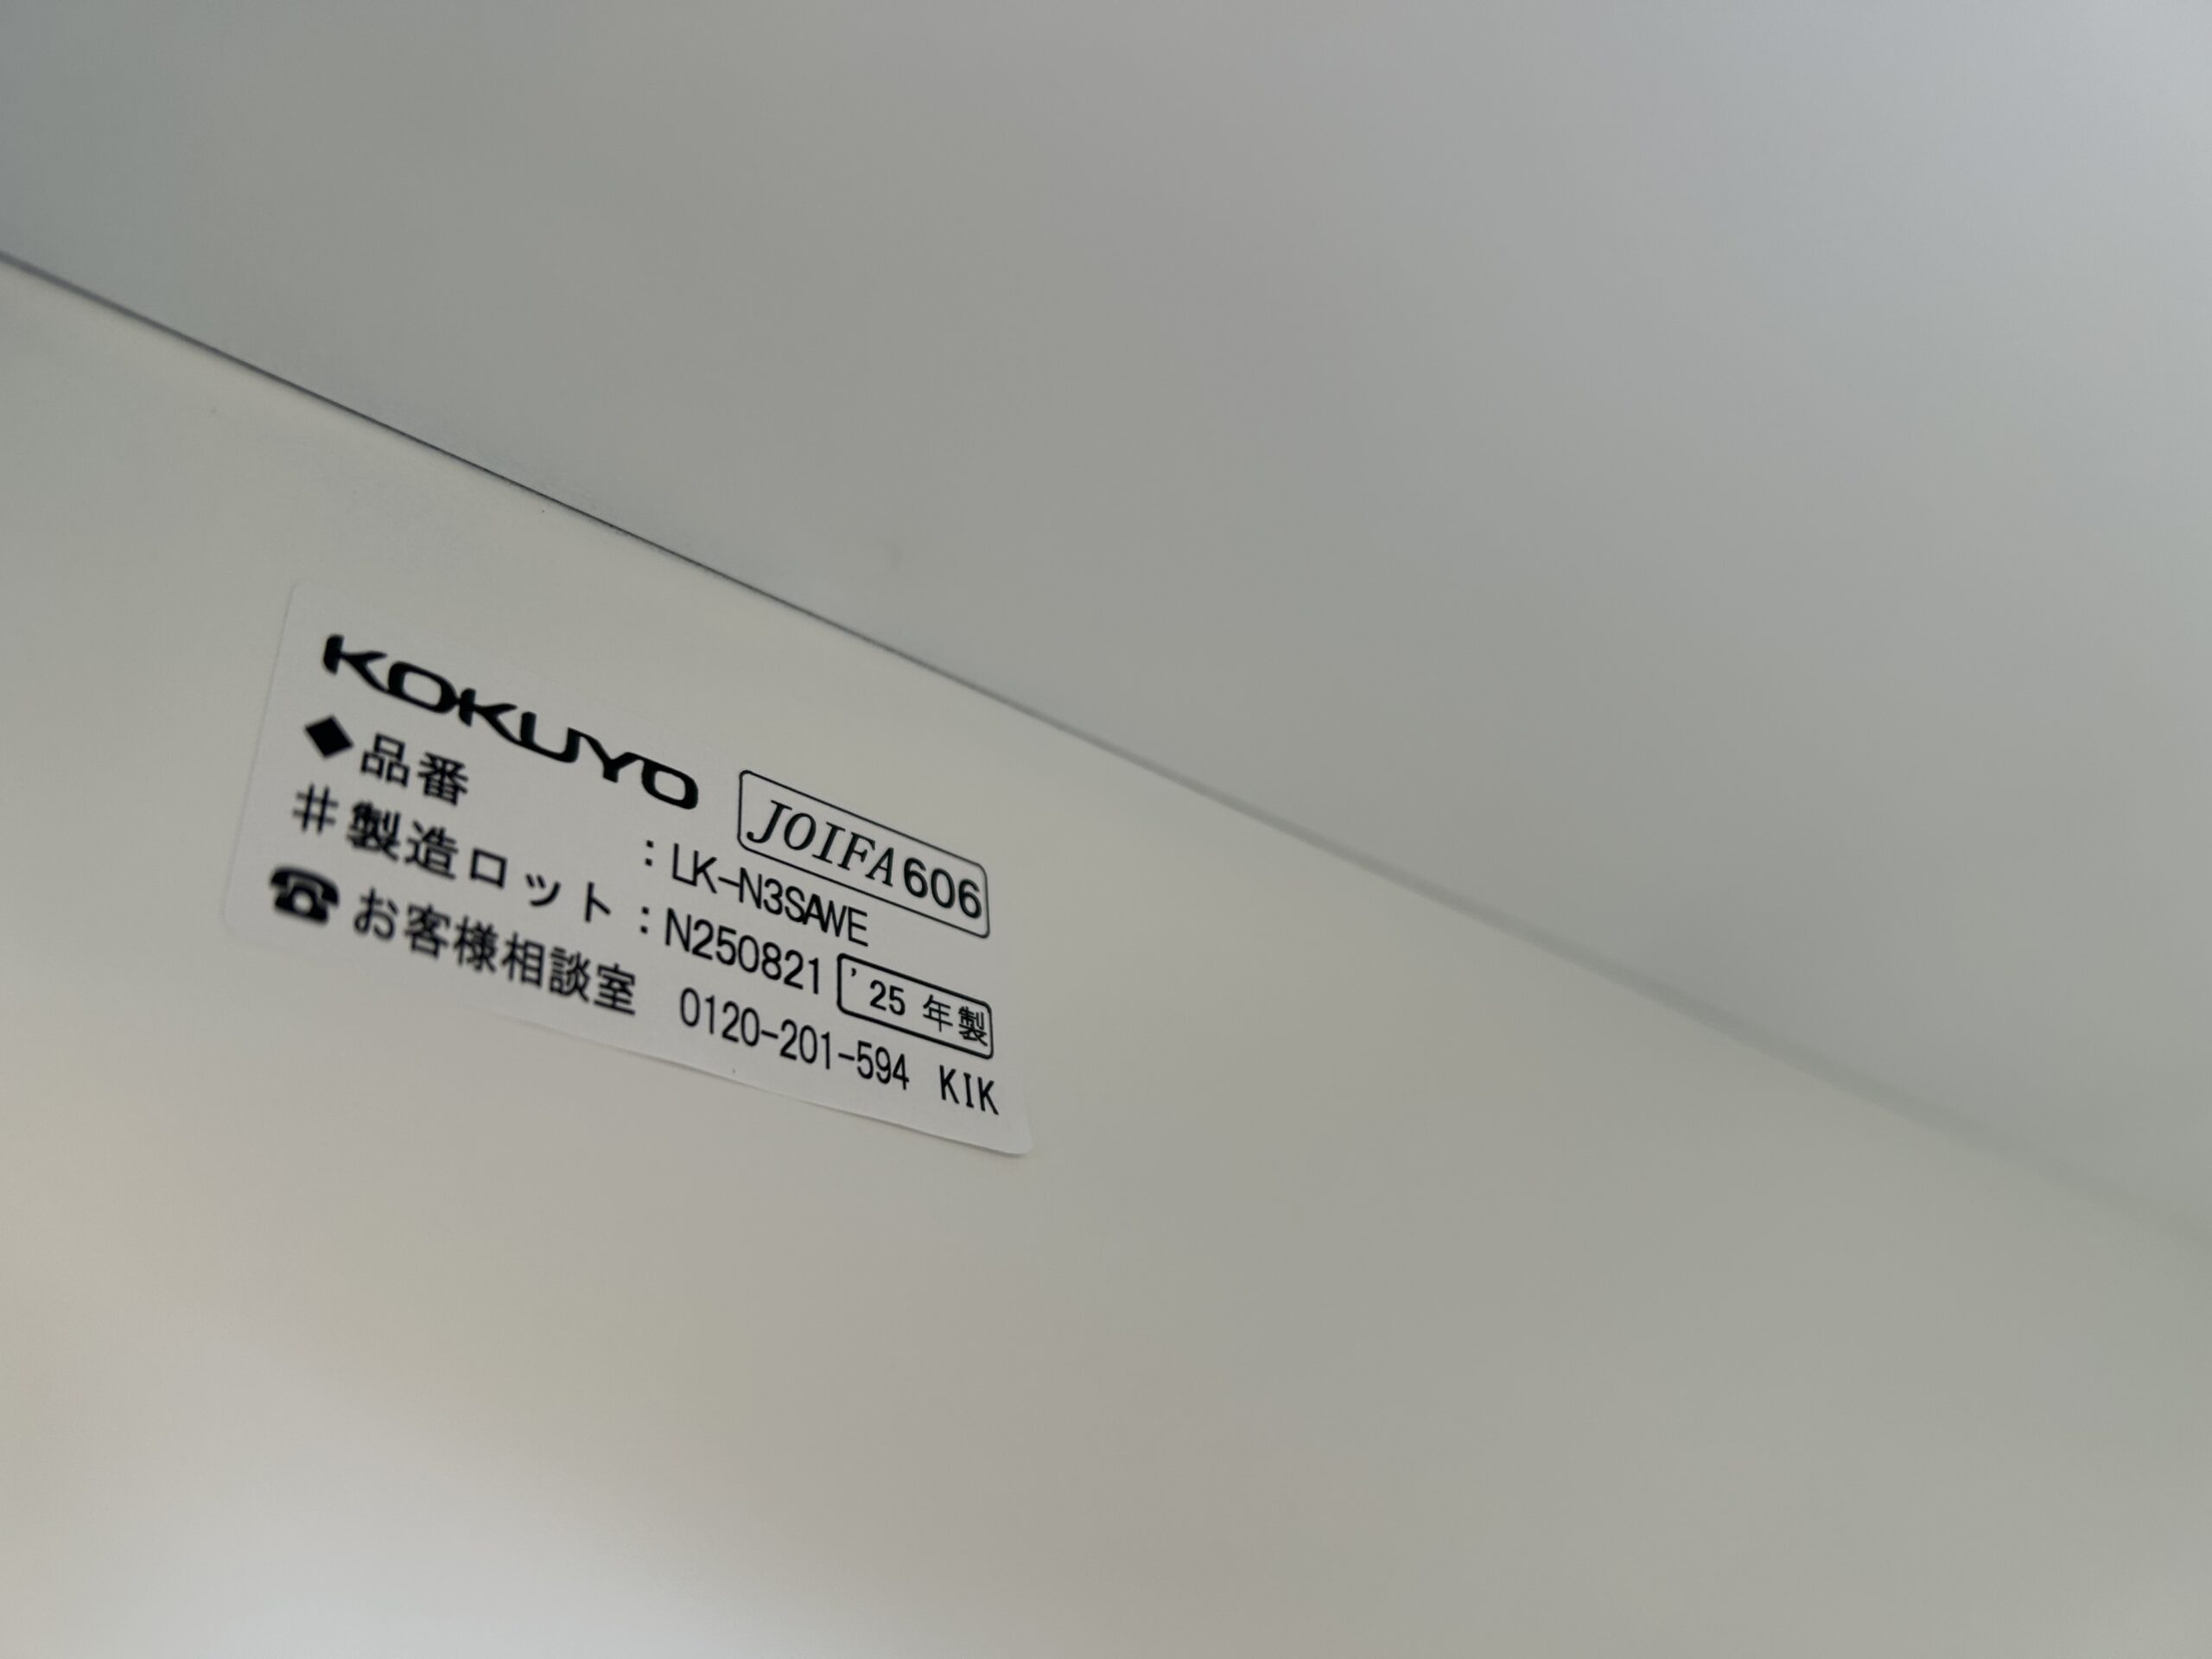 KOKUYO JOIFA606
◆品番 : LK-N3SAWE
#製造ロット : N250821 '25 年製
☎お客様相談室 0120-201-594 KIK